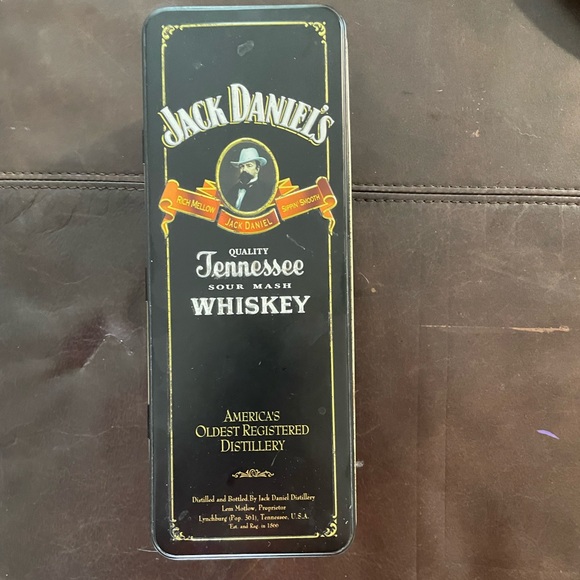 JACK DANIEL'S
RICH MELLOW
JACK DANIEL
SIPPIN' SMOOTH
QUALITY
Tennessee
SOUR MASH
WHISKEY
AMERICA'S
OLDEST REGISTERED
DISTILLERY
Distilled and Bottled By Jack Daniel Distillery
Lem Motlow, Proprietor
Lynchburg (Pop. 361), Tennessee, U.S.A.
Est. and Reg. in 1866